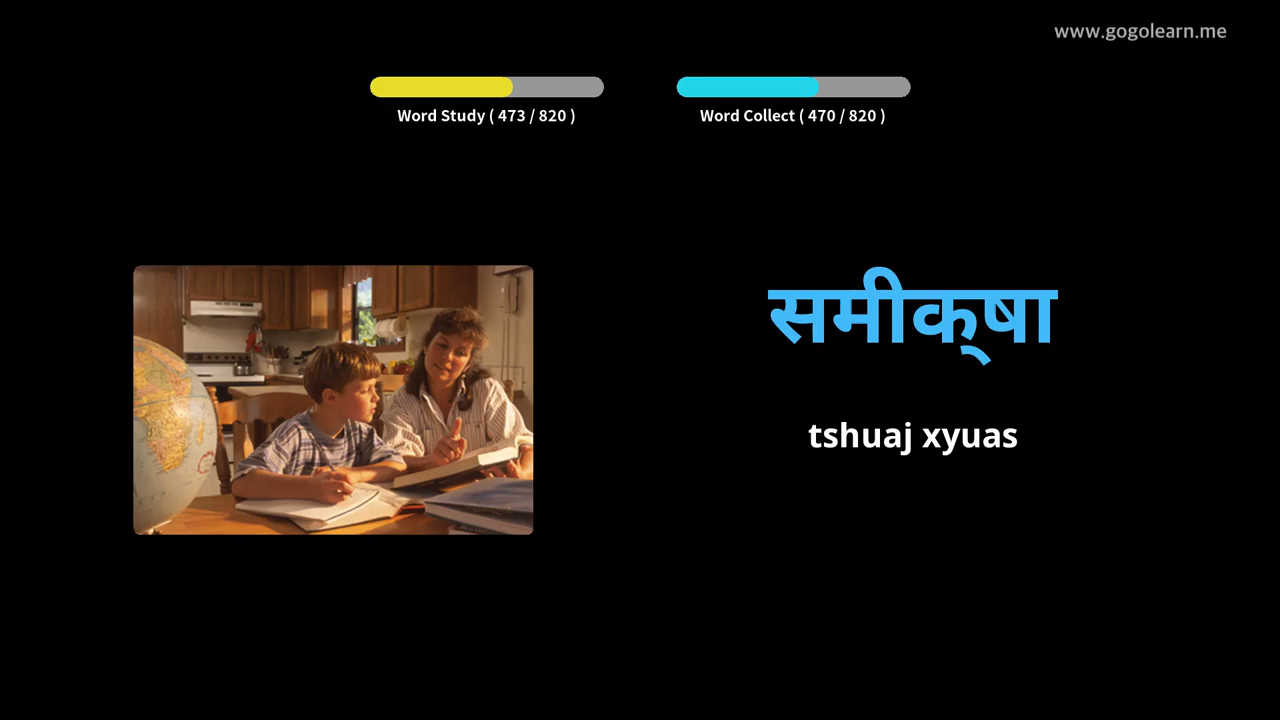 www.gogolearn.me
Word Study ( 473 / 820 )
Word Collect ( 470 / 820 )
समीक्‌षा
tshuaj xyuas